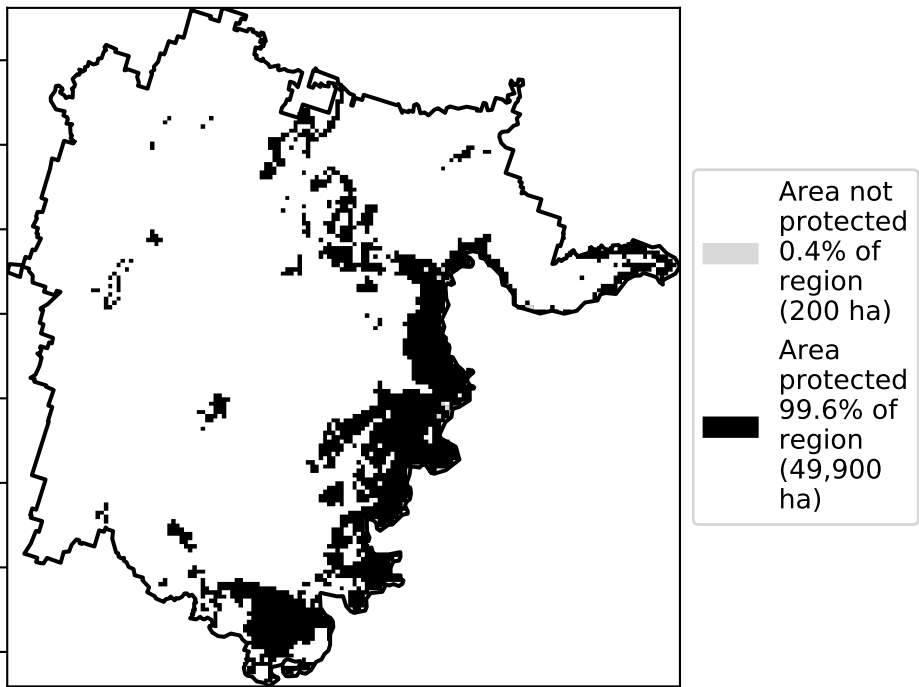 Area not
protected
0.4% of
region
(200 ha)
Area
protected
99.6% of
region
(49,900
ha)